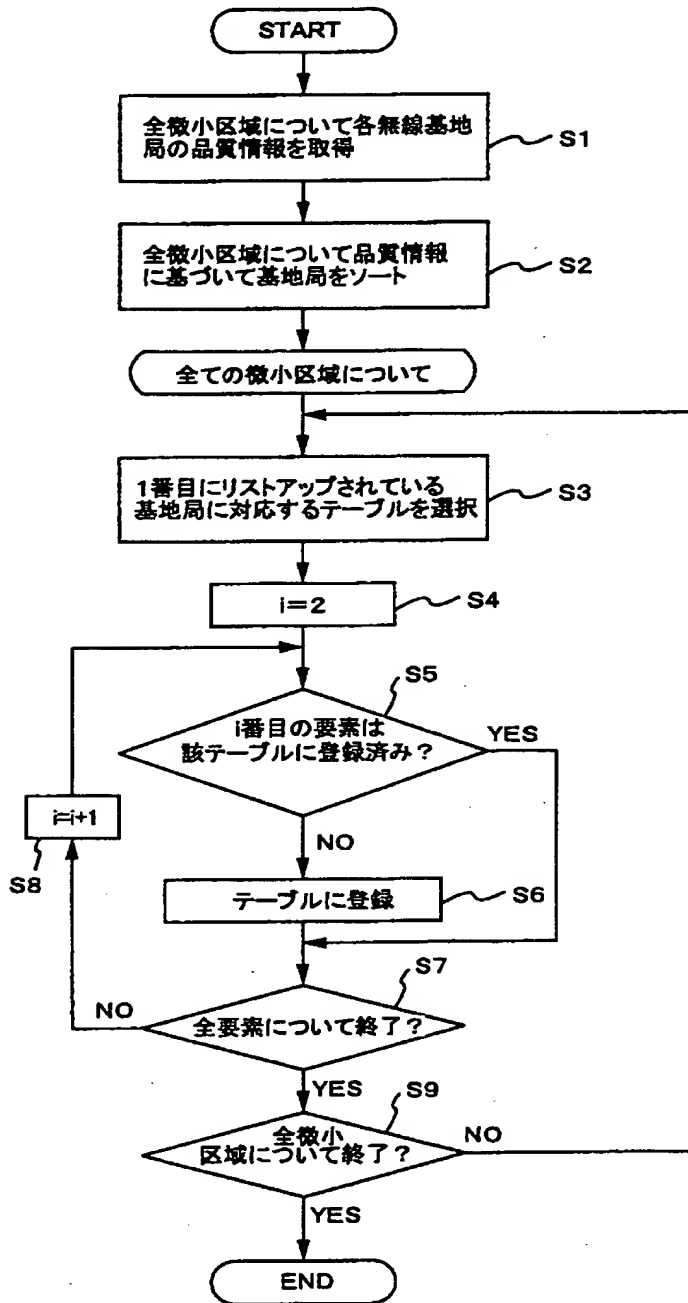 START
全微小区域について各無線基地
局の品質情報を取得
S1
全微小区域について品質情報
に基づいて基地局をソート
S2
全ての微小区域について
1番目にリストアップされている
基地局に対応するテーブルを選択
S3
i=2
S4
S5
i番目の要素は
該テーブルに登録済み?
YES
i=i+1
S8
NO
テーブルに登録
S6
S7
NO
全要素について終了?
YES
S9
全微小
区域について終了?
NO
YES
END